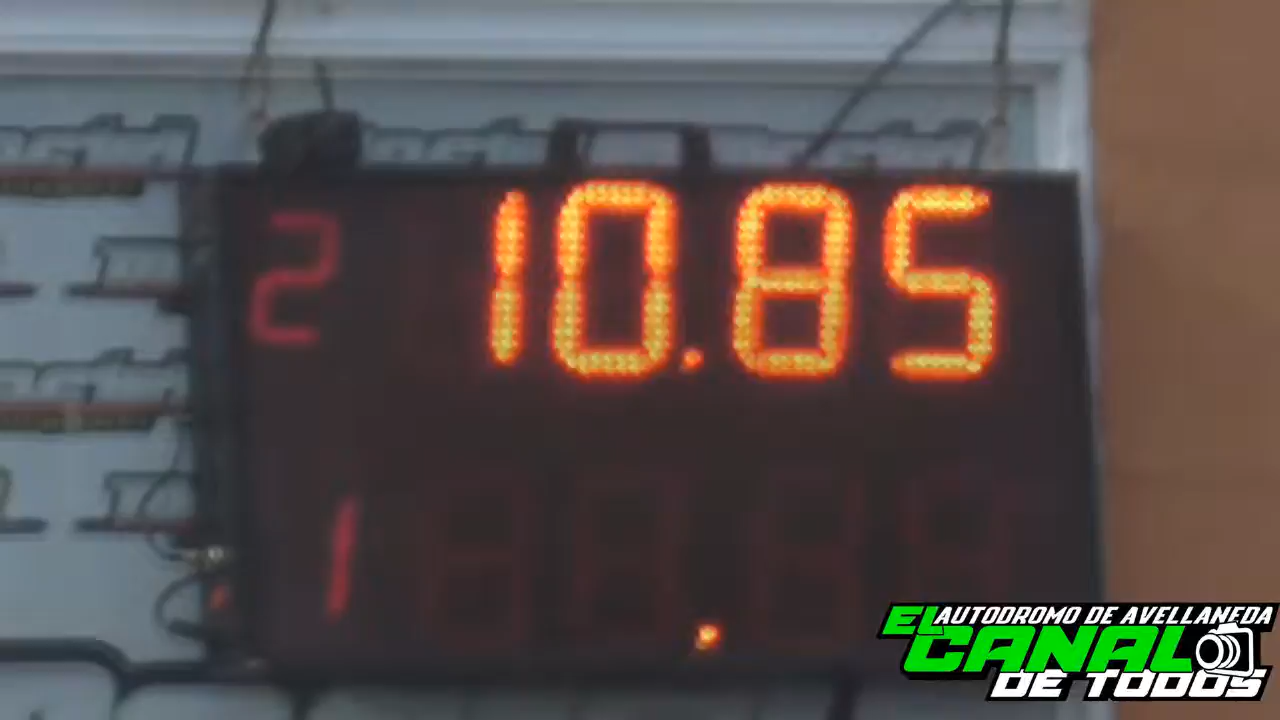 2 10.85
1 .
AUTODROMO DE AVELLANEDA
EL CANAL
DE TODOS